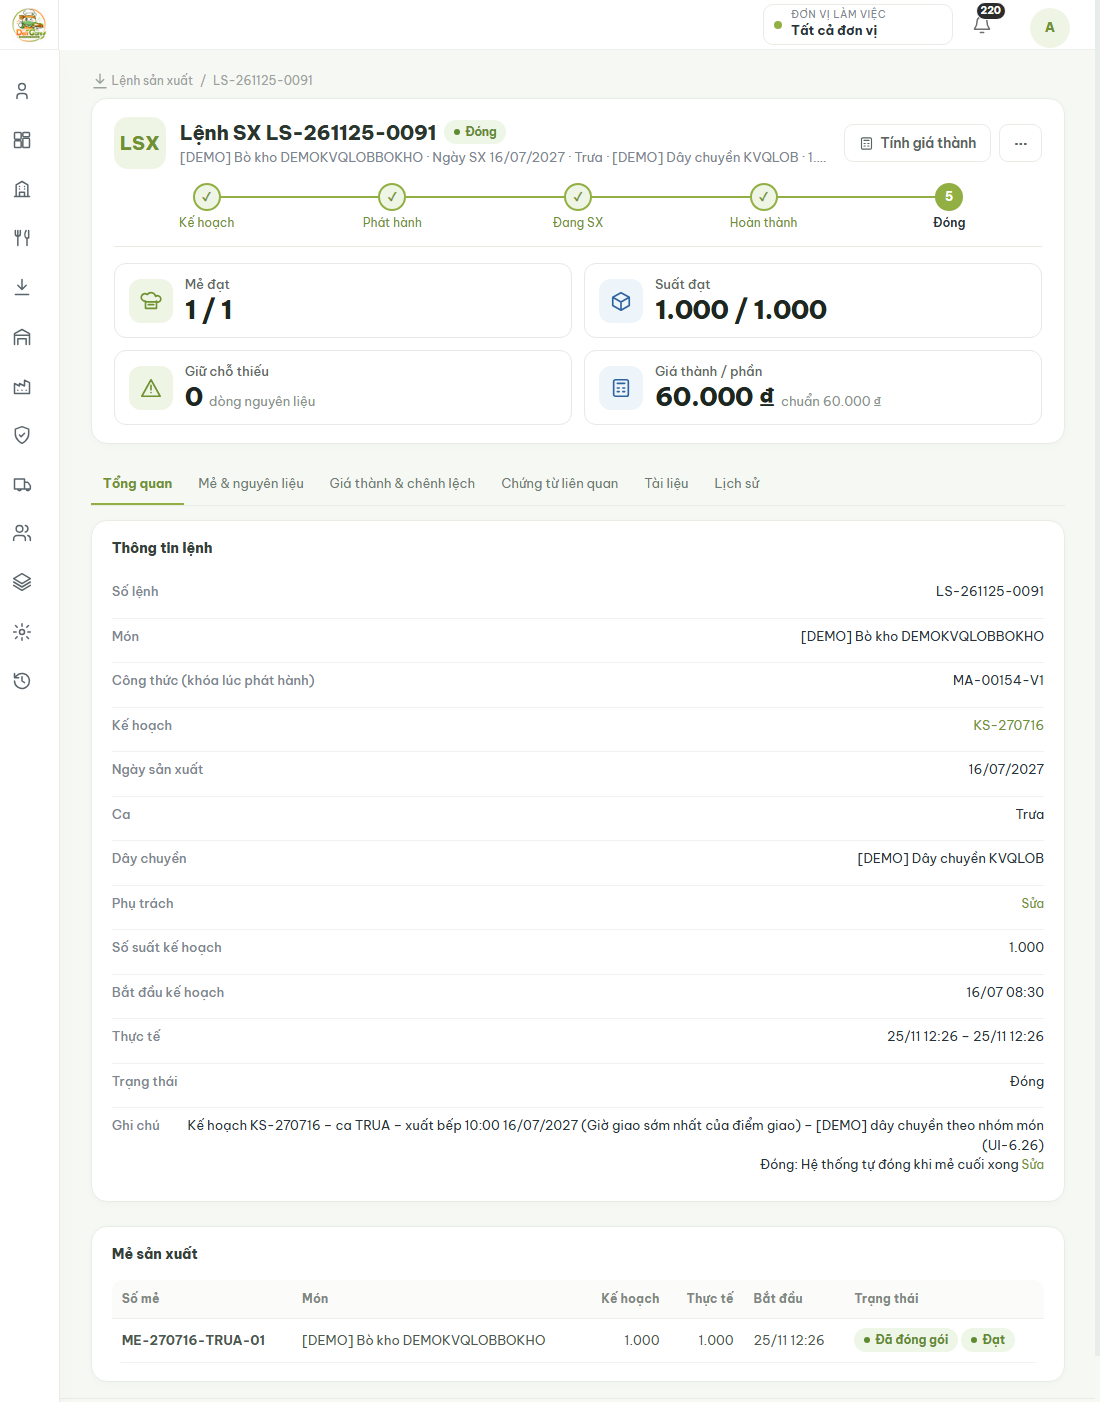 ĐƠN VỊ LÀM VIỆC
Tất cả đơn vị
220
A
Lệnh sản xuất / LS-261125-0091
LSX
Lệnh SX LS-261125-0091
Đóng
[DEMO] Bò kho DEMOKVQLOBBOKHO · Ngày SX 16/07/2027 · Trưa · [DEMO] Dây chuyền KVQLOB · 1....
Tính giá thành
...
✓ ✓ ✓ ✓ 5
Kế hoạch
Phát hành
Đang SX
Hoàn thành
Đóng
Mẻ đạt
1 / 1
Suất đạt
1.000 / 1.000
Giữ chỗ thiếu
0 dòng nguyên liệu
Giá thành / phần
60.000 ₫ chuẩn 60.000 ₫
Tổng quan
Mẻ & nguyên liệu
Giá thành & chênh lệch
Chứng từ liên quan
Tài liệu
Lịch sử
Thông tin lệnh
Số lệnh LS-261125-0091
Món [DEMO] Bò kho DEMOKVQLOBBOKHO
Công thức (khóa lúc phát hành) MA-00154-V1
Kế hoạch KS-270716
Ngày sản xuất 16/07/2027
Ca Trưa
Dây chuyền [DEMO] Dây chuyền KVQLOB
Phụ trách Sửa
Số suất kế hoạch 1.000
Bắt đầu kế hoạch 16/07 08:30
Thực tế 25/11 12:26 – 25/11 12:26
Trạng thái Đóng
Ghi chú Kế hoạch KS-270716 – ca TRUA – xuất bếp 10:00 16/07/2027 (Giờ giao sớm nhất của điểm giao) – [DEMO] dây chuyền theo nhóm món
(UI-6.26)
Đóng: Hệ thống tự đóng khi mẻ cuối xong Sửa
Mẻ sản xuất
Số mẻ Món Kế hoạch Thực tế Bắt đầu Trạng thái
ME-270716-TRUA-01 [DEMO] Bò kho DEMOKVQLOBBOKHO 1.000 1.000 25/11 12:26 Đã đóng gói Đạt